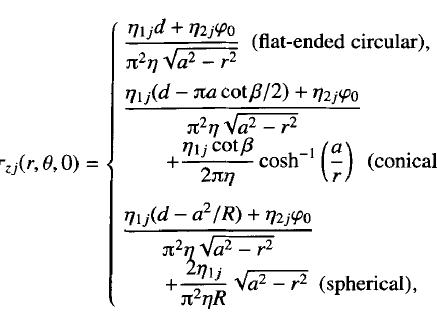 η₁ⱼd + η₂ⱼφ₀ / π²η√(a² − r²) (flat-ended circular),
η₁ⱼ(d − πa cot β/2) + η₂ⱼφ₀ / π²η√(a² − r²)
+ η₁ⱼ cot β / 2πη cosh⁻¹(a/r) (conical
zj(r, θ, 0) =
η₁ⱼ(d − a²/R) + η₂ⱼφ₀ / π²η√(a² − r²)
+ 2η₁ⱼ / π²ηR √(a² − r²) (spherical),